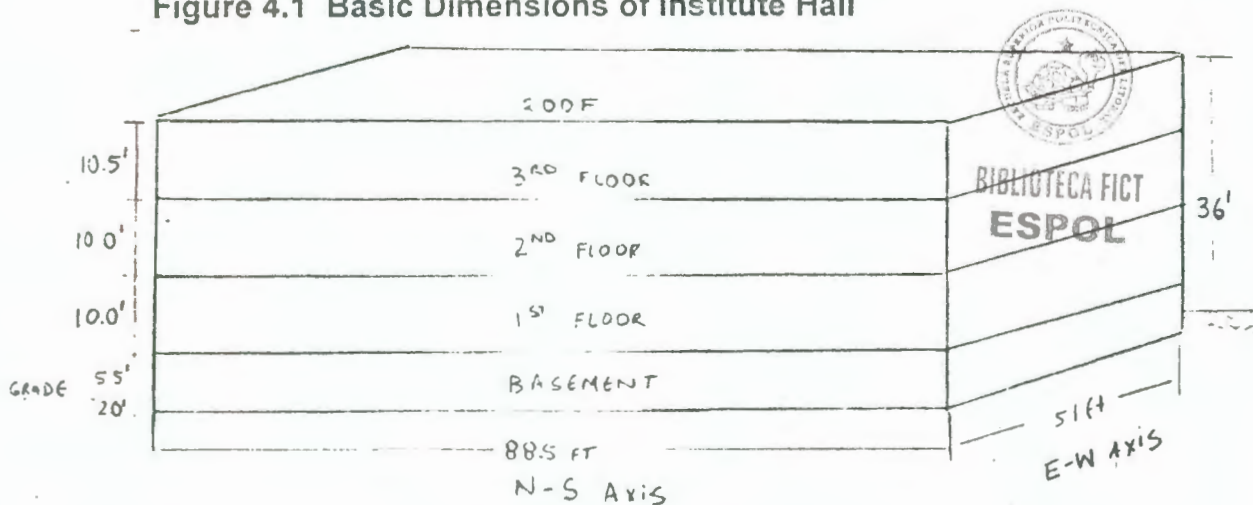 Figure 4.1 Basic Dimensions of Institute Hall
ESPOL
ROOF
10.5'
3RD FLOOR
BIBLIOTECA FICT
ESPOL
36'
10.0'
2ND FLOOR
10.0'
1ST FLOOR
GRADE 5.5'
BASEMENT
2.0'
51 ft
88.5 FT
E-W AXIS
N-S AXIS